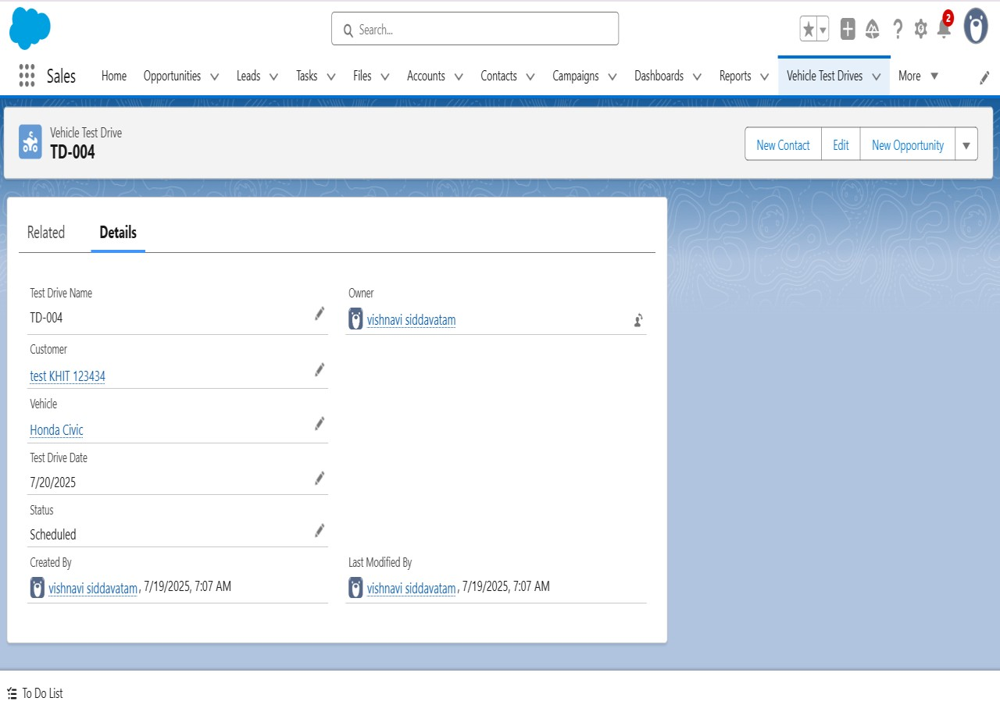 Search...
2
Sales
Home Opportunities Leads Tasks Files Accounts Contacts Campaigns Dashboards Reports Vehicle Test Drives More
Vehicle Test Drive
TD-004
New Contact Edit New Opportunity
Related Details
Test Drive Name
TD-004
Owner
vishnavi siddavatam
Customer
test KHIT 123434
Vehicle
Honda Civic
Test Drive Date
7/20/2025
Status
Scheduled
Created By
vishnavi siddavatam, 7/19/2025, 7:07 AM
Last Modified By
vishnavi siddavatam, 7/19/2025, 7:07 AM
To Do List